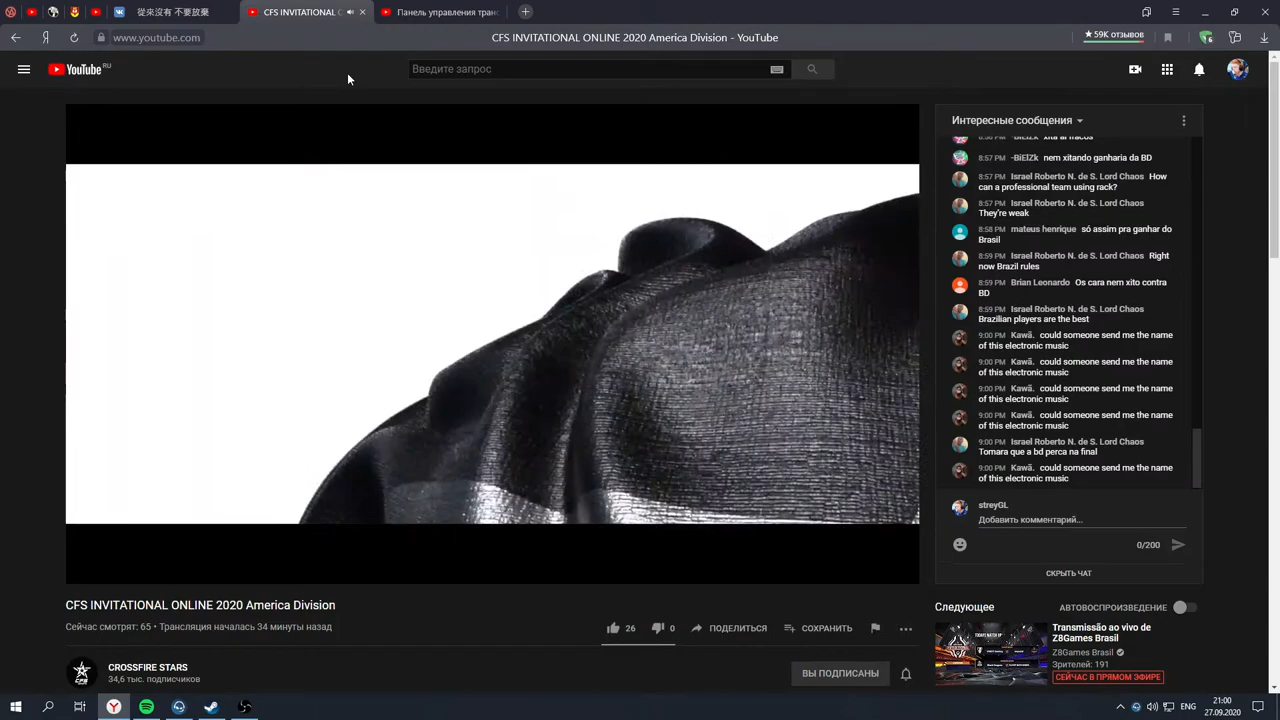 從來沒有 不要放棄
CFS INVITATIONAL C
Панель управления тран
www.youtube.com
CFS INVITATIONAL ONLINE 2020 America Division - YouTube
★ 59K отзывов
YouTube RU
Введите запрос
Интересные сообщения
-BiElZk xita ai fracos
8:57 PM -BiElZk nem xitando ganharia da BD
8:57 PM Israel Roberto N. de S. Lord Chaos How
can a professional team using rack?
8:57 PM Israel Roberto N. de S. Lord Chaos
They're weak
8:58 PM mateus henrique só assim pra ganhar do
Brasil
8:59 PM Israel Roberto N. de S. Lord Chaos Right
now Brazil rules
8:59 PM Brian Leonardo Os cara nem xito contra
BD
8:59 PM Israel Roberto N. de S. Lord Chaos
Brazilian players are the best
9:00 PM Kawã. could someone send me the name
of this electronic music
9:00 PM Kawã. could someone send me the name
of this electronic music
9:00 PM Kawã. could someone send me the name
of this electronic music
9:00 PM Kawã. could someone send me the name
of this electronic music
9:00 PM Israel Roberto N. de S. Lord Chaos
Tomara que a bd perca na final
9:00 PM Kawã. could someone send me the name
of this electronic music
streyGL
Добавить комментарий...
0/200
СКРЫТЬ ЧАТ
CFS INVITATIONAL ONLINE 2020 America Division
Сейчас смотрят: 65 • Трансляция началась 34 минуты назад
26
0
ПОДЕЛИТЬСЯ
СОХРАНИТЬ
CROSSFIRE STARS
34,6 тыс. подписчиков
ВЫ ПОДПИСАНЫ
Следующее
АВТОВОСПРОИЗВЕДЕНИЕ
Transmissão ao vivo de
Z8Games Brasil
Z8Games Brasil
Зрителей: 191
СЕЙЧАС В ПРЯМОМ ЭФИРЕ
ENG
21:00
27.09.2020